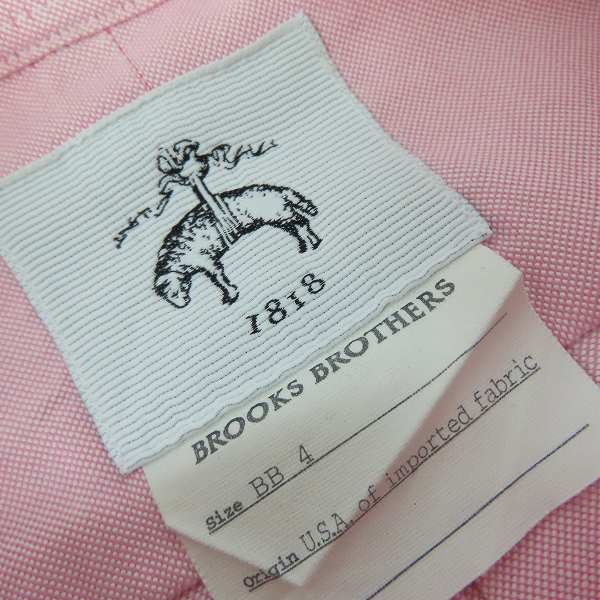 1818
BROOKS BROTHERS
Size BB 4
Origin U.S.A. of imported fabric